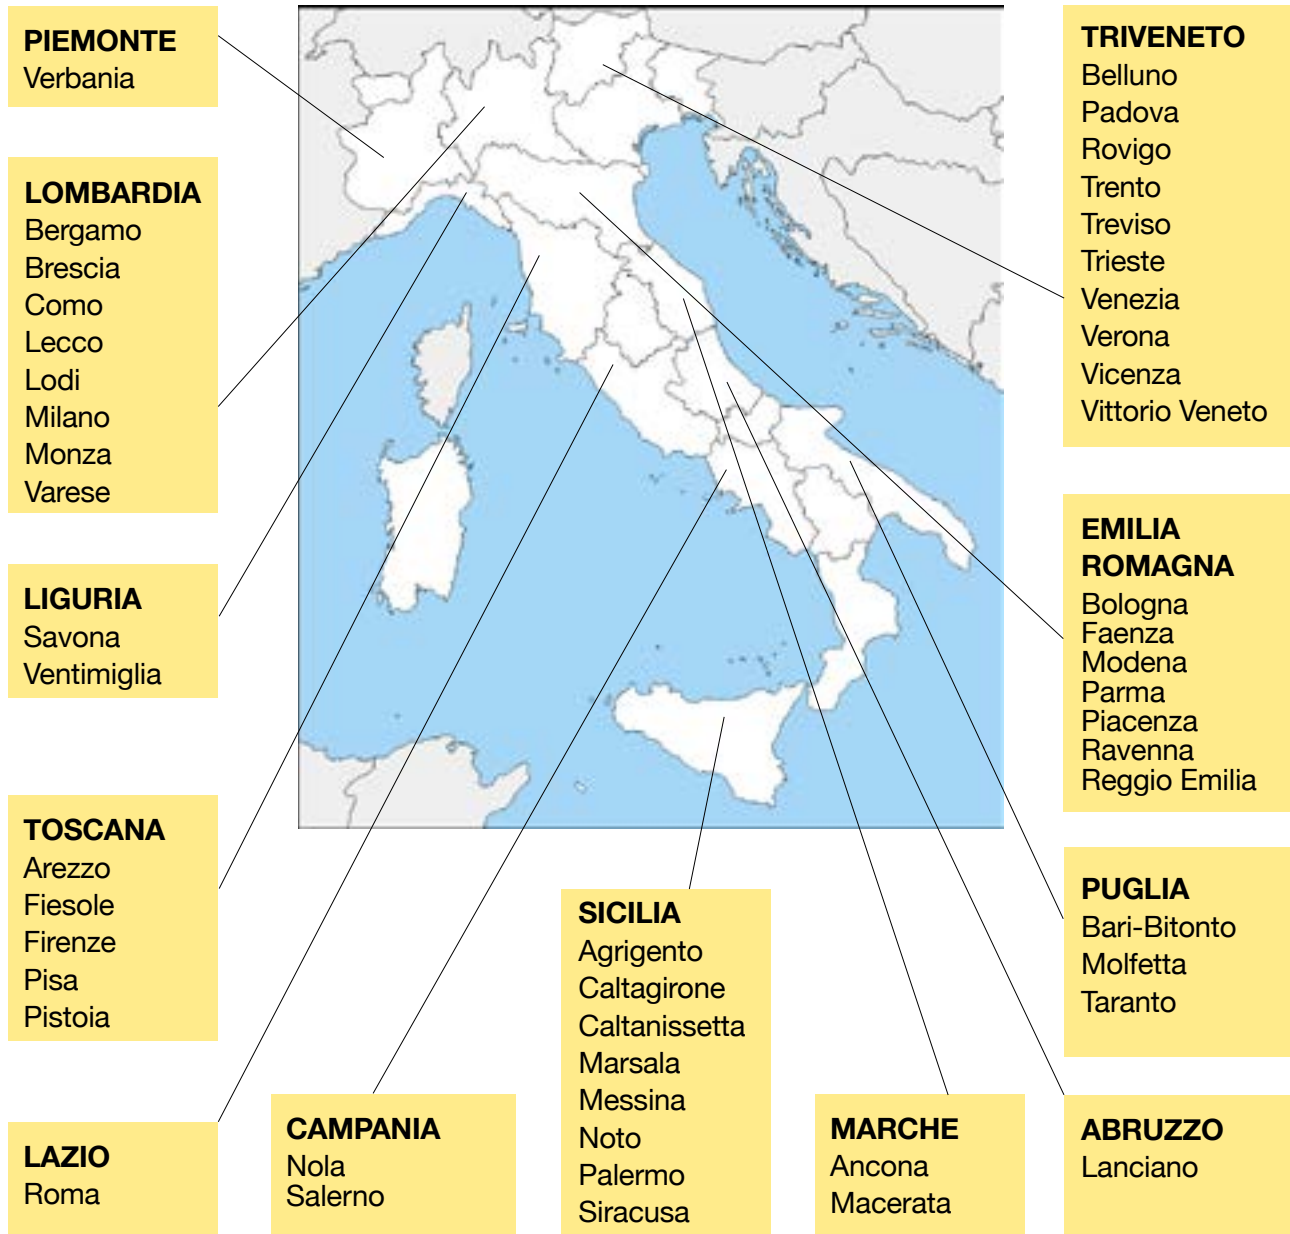 PIEMONTE
Verbania
LOMBARDIA
Bergamo
Brescia
Como
Lecco
Lodi
Milano
Monza
Varese
LIGURIA
Savona
Ventimiglia
TOSCANA
Arezzo
Fiesole
Firenze
Pisa
Pistoia
LAZIO
Roma
CAMPANIA
Nola
Salerno
SICILIA
Agrigento
Caltagirone
Caltanissetta
Marsala
Messina
Noto
Palermo
Siracusa
MARCHE
Ancona
Macerata
TRIVENETO
Belluno
Padova
Rovigo
Trento
Treviso
Trieste
Venezia
Verona
Vicenza
Vittorio Veneto
EMILIA
ROMAGNA
Bologna
Faenza
Modena
Parma
Piacenza
Ravenna
Reggio Emilia
PUGLIA
Bari-Bitonto
Molfetta
Taranto
ABRUZZO
Lanciano